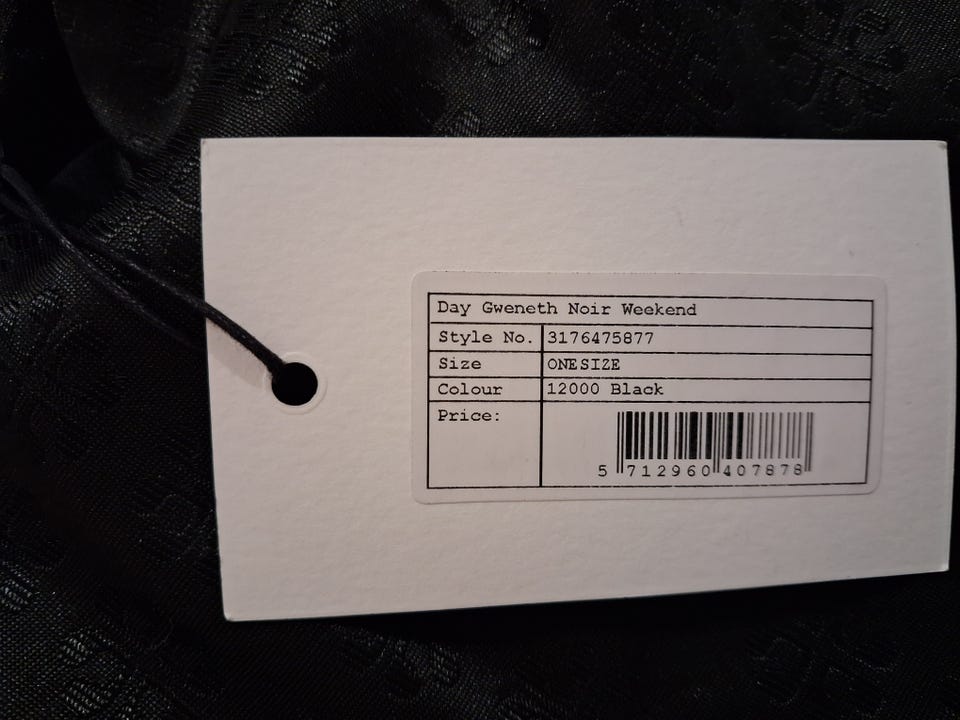 Day Gweneth Noir Weekend
Style No. 3176475877
Size ONESIZE
Colour 12000 Black
Price:
5 712960 407878